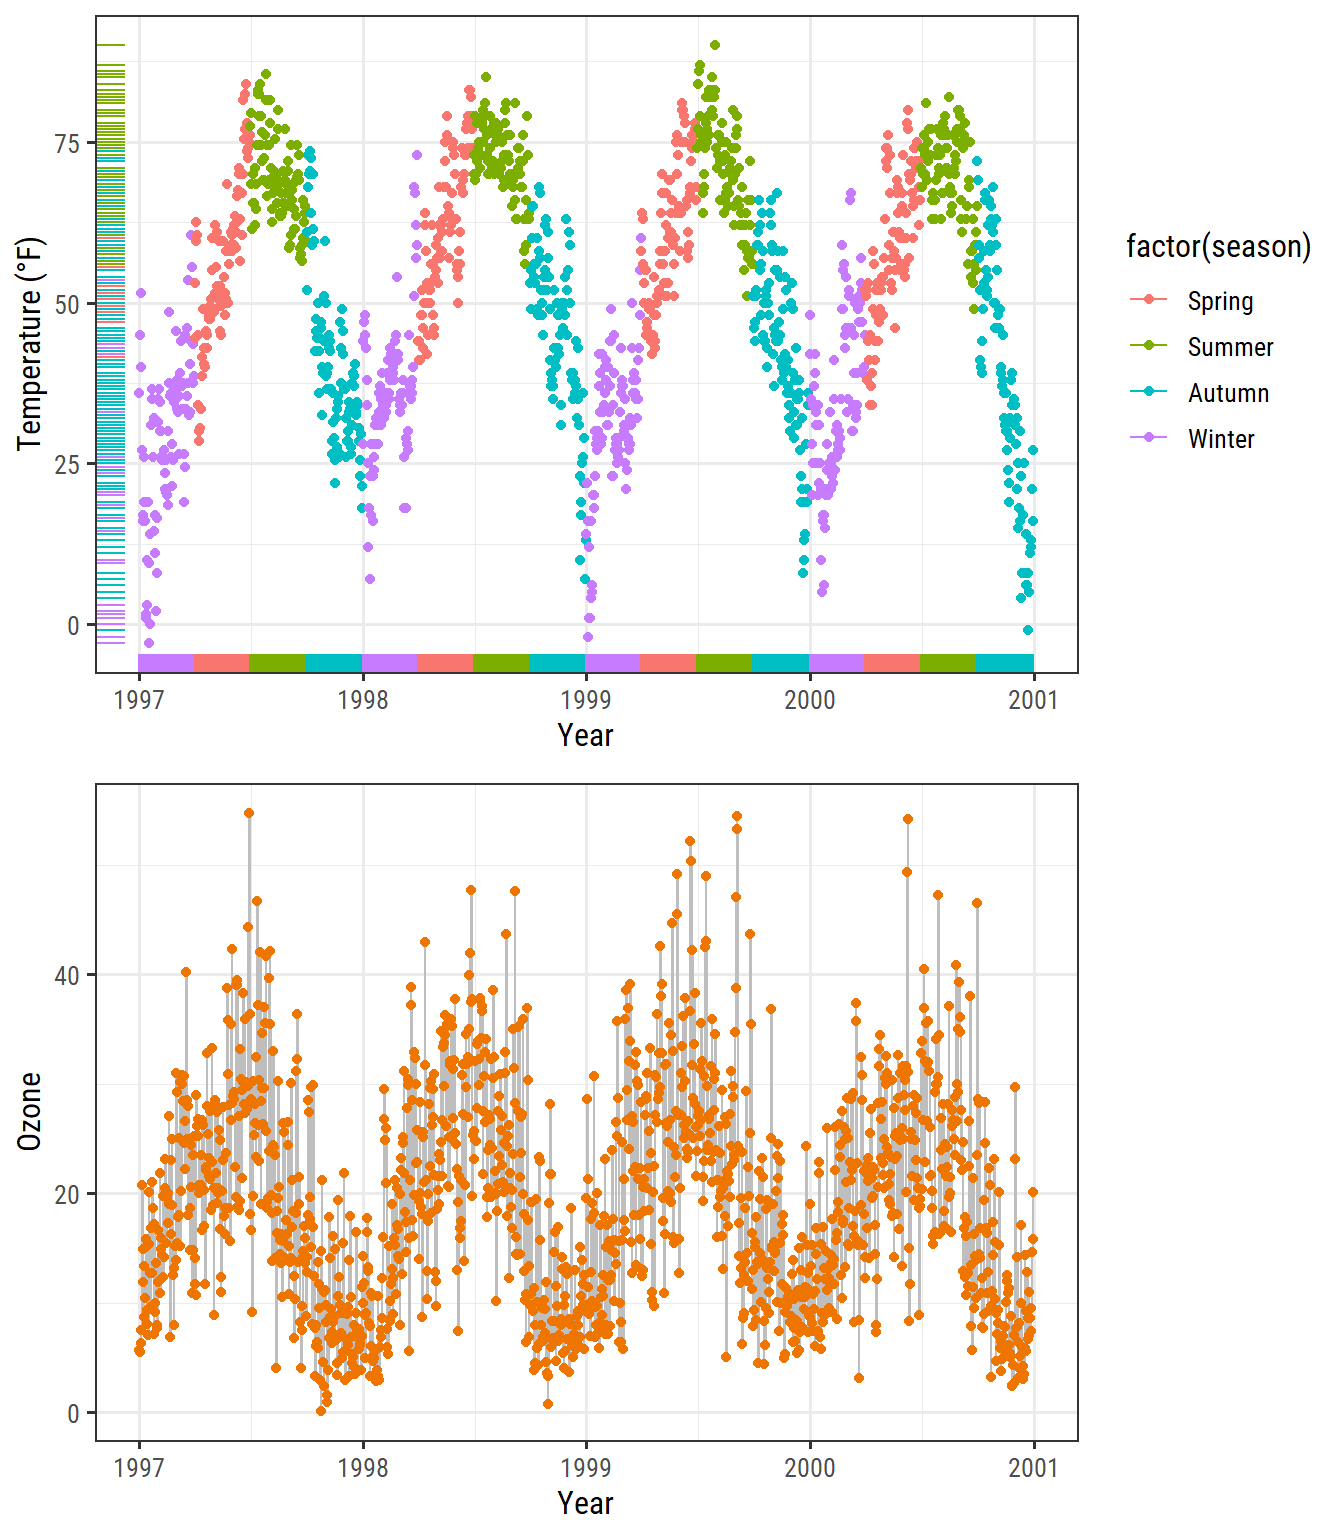 75
50
25
0
Temperature (°F)
1997 1998 1999 2000 2001
Year
factor(season)
Spring
Summer
Autumn
Winter
40
20
0
Ozone
1997 1998 1999 2000 2001
Year